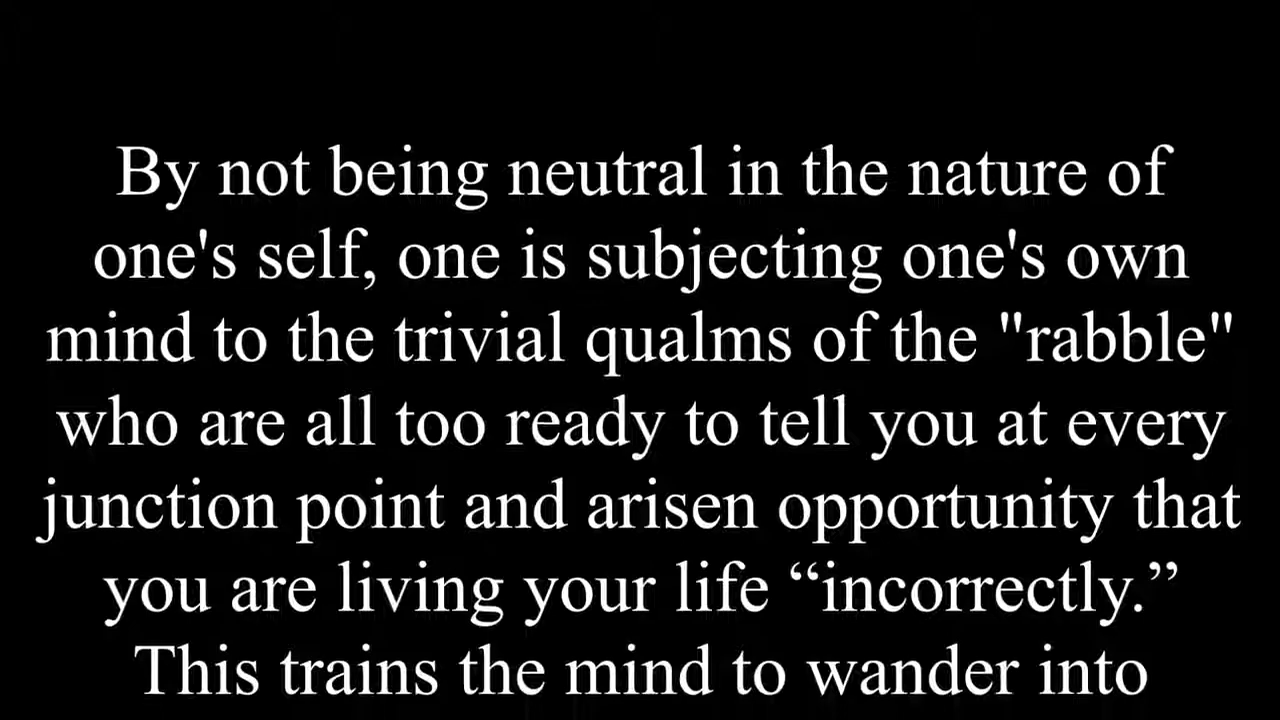 By not being neutral in the nature of
one's self, one is subjecting one's own
mind to the trivial qualms of the "rabble"
who are all too ready to tell you at every
junction point and arisen opportunity that
you are living your life “incorrectly.”
This trains the mind to wander into